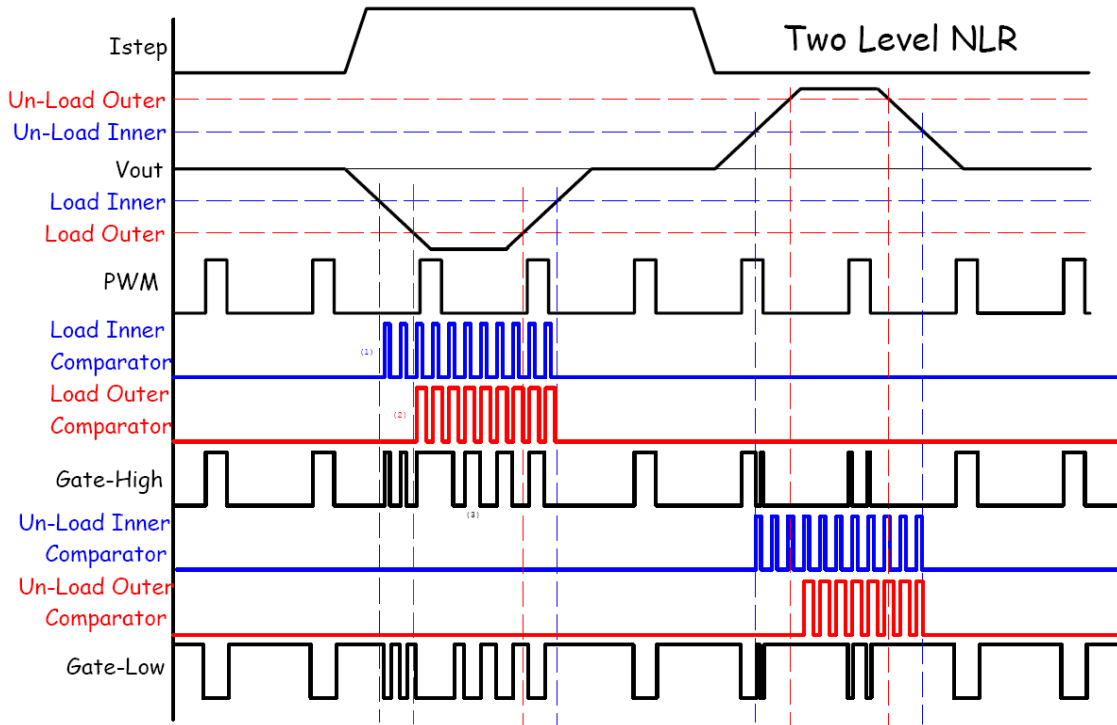 Two Level NLR
Istep
Un-Load Outer
Un-Load Inner
Vout
Load Inner
Load Outer
PWM
Load Inner
Comparator
(1)
Load Outer
Comparator
(2)
Gate-High
(3)
Un-Load Inner
Comparator
Un-Load Outer
Comparator
Gate-Low